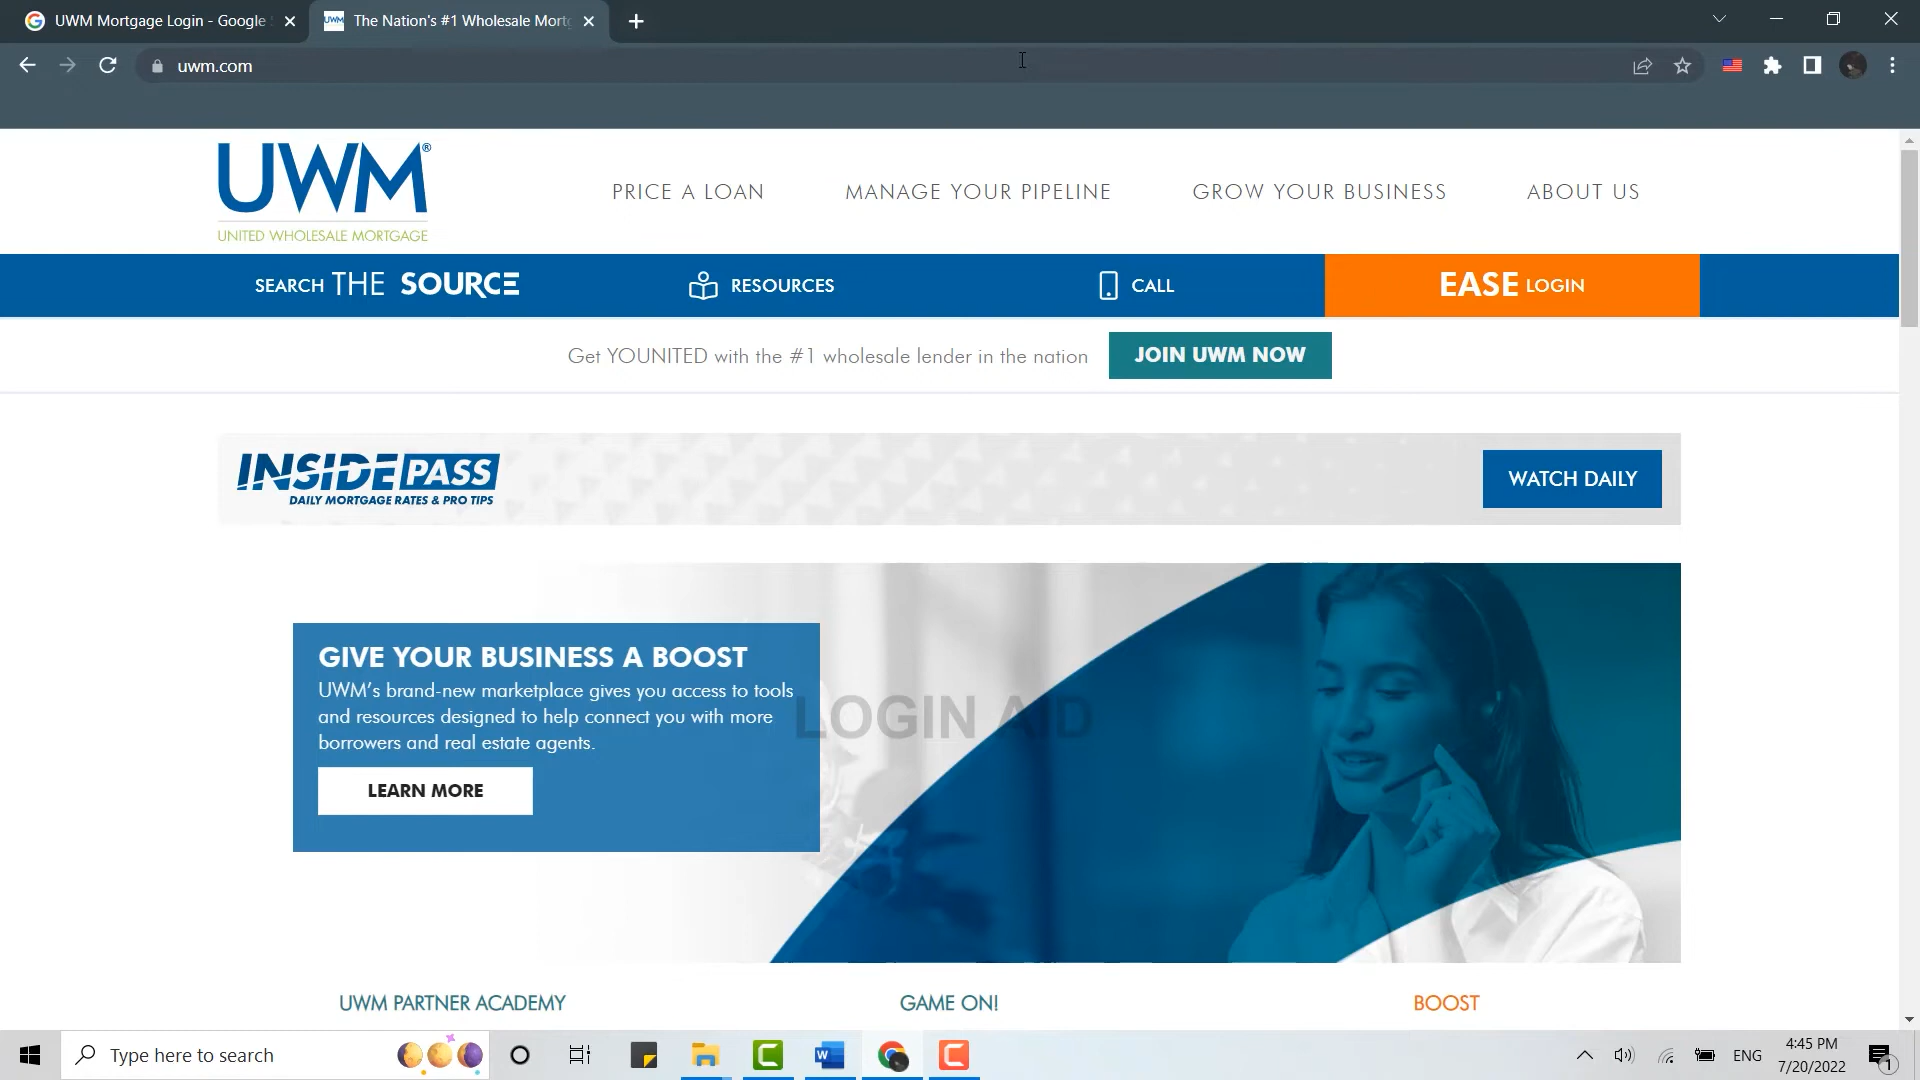 UWM Mortgage Login - Google
The Nation's #1 Wholesale Mort
uwm.com
UWM®
UNITED WHOLESALE MORTGAGE
PRICE A LOAN
MANAGE YOUR PIPELINE
GROW YOUR BUSINESS
ABOUT US
SEARCH THE SOURCE
RESOURCES
CALL
EASE LOGIN
Get YOUNITED with the #1 wholesale lender in the nation
JOIN UWM NOW
INSIDE PASS
DAILY MORTGAGE RATES & PRO TIPS
WATCH DAILY
GIVE YOUR BUSINESS A BOOST
UWM's brand-new marketplace gives you access to tools
and resources designed to help connect you with more
borrowers and real estate agents.
LEARN MORE
LOGIN AID
UWM PARTNER ACADEMY
GAME ON!
BOOST
Type here to search
ENG
4:45 PM
7/20/2022
1